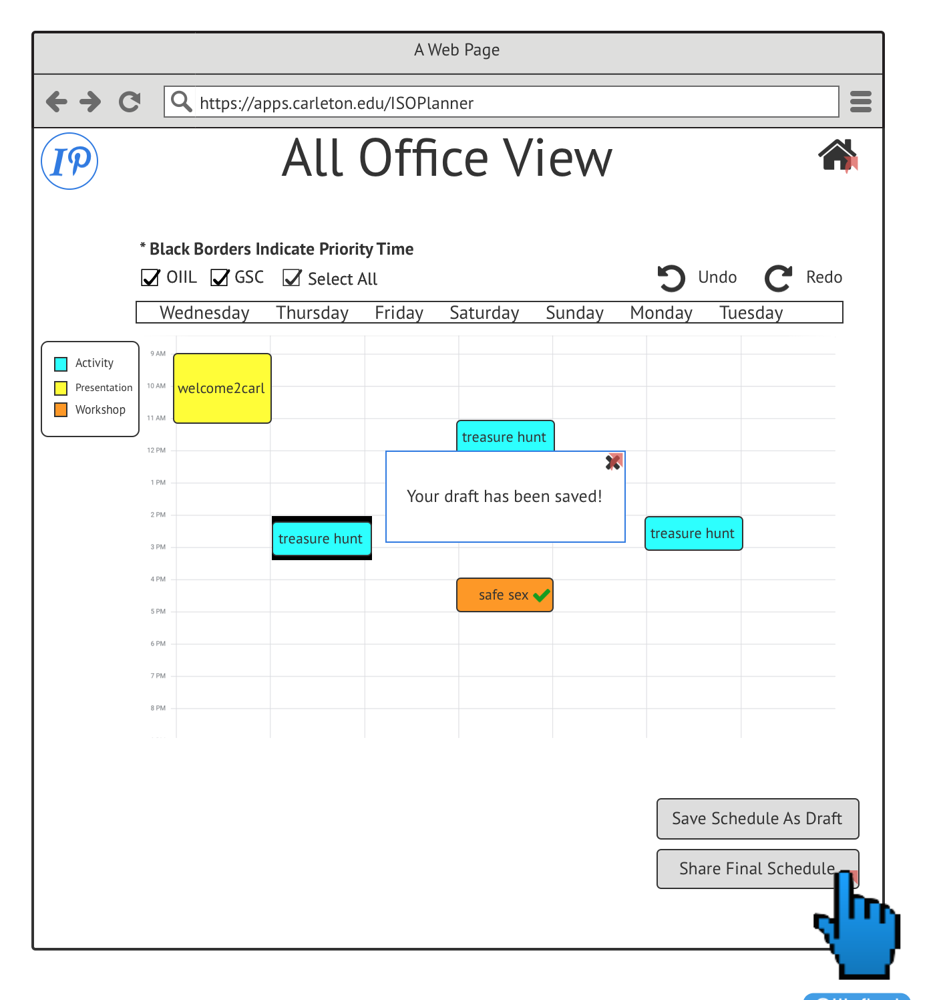 A Web Page
https://apps.carleton.edu/ISOPlanner
IP
All Office View
* Black Borders Indicate Priority Time
OIIL GSC Select All Undo Redo
Wednesday Thursday Friday Saturday Sunday Monday Tuesday
Activity
Presentation
Workshop
9 AM
10 AM
11 AM
12 PM
1 PM
2 PM
3 PM
4 PM
5 PM
6 PM
7 PM
8 PM
welcome2carl
treasure hunt
Your draft has been saved!
treasure hunt
treasure hunt
safe sex
Save Schedule As Draft
Share Final Schedule